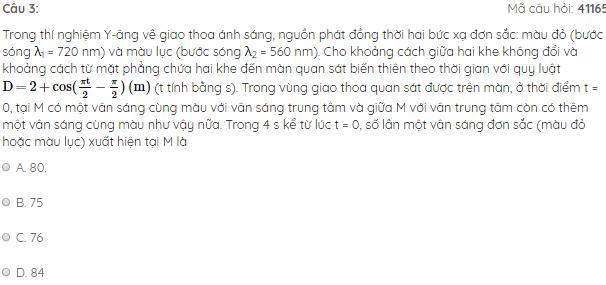 Câu 3: Mã câu hỏi: 41165
Trong thí nghiệm Y-âng về giao thoa ánh sáng, nguồn phát đồng thời hai bức xạ đơn sắc: màu đỏ (bước
sóng λ₁ = 720 nm) và màu lục (bước sóng λ₂ = 560 nm). Cho khoảng cách giữa hai khe không đổi và
khoảng cách từ mặt phẳng chứa hai khe đến màn quan sát biến thiên theo thời gian với quy luật
D = 2 + cos(πt/2 − π/2) (m) (t tính bằng s). Trong vùng giao thoa quan sát được trên màn, ở thời điểm t =
0, tại M có một vân sáng cùng màu với vân sáng trung tâm và giữa M với vân trung tâm còn có thêm
một vân sáng cùng màu như vậy nữa. Trong 4 s kể từ lúc t = 0, số lần một vân sáng đơn sắc (màu đỏ
hoặc màu lục) xuất hiện tại M là
A. 80.
B. 75
C. 76
D. 84